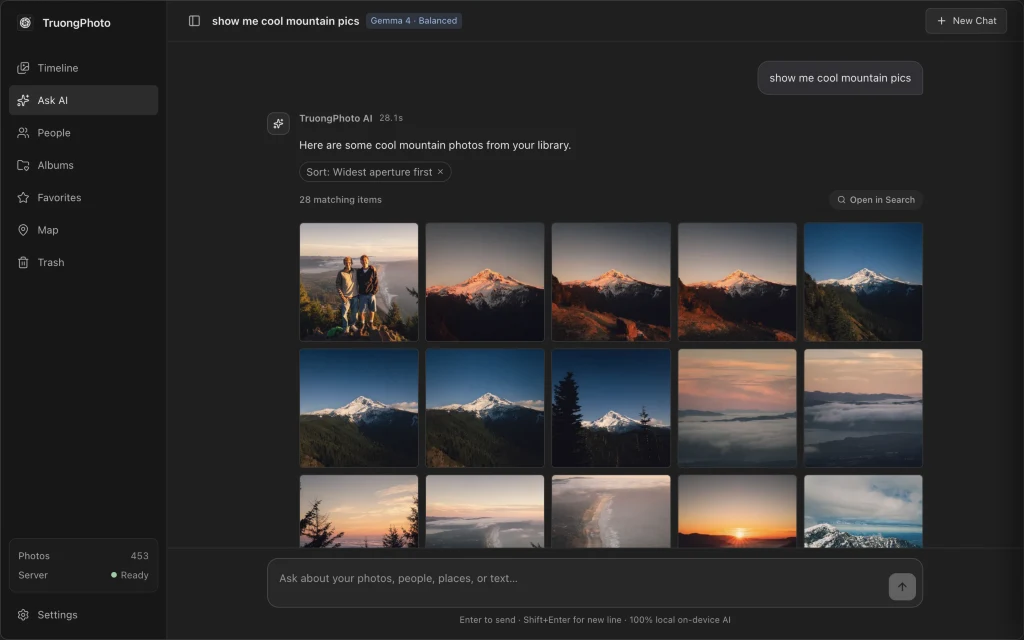 TruongPhoto
Timeline
Ask AI
People
Albums
Favorites
Map
Trash
Photos 453
Server Ready
Settings
show me cool mountain pics Gemma 4 · Balanced
+ New Chat
show me cool mountain pics
TruongPhoto AI 28.1s
Here are some cool mountain photos from your library.
Sort: Widest aperture first ×
28 matching items
Open in Search
Ask about your photos, people, places, or text...
Enter to send · Shift+Enter for new line · 100% local on-device AI